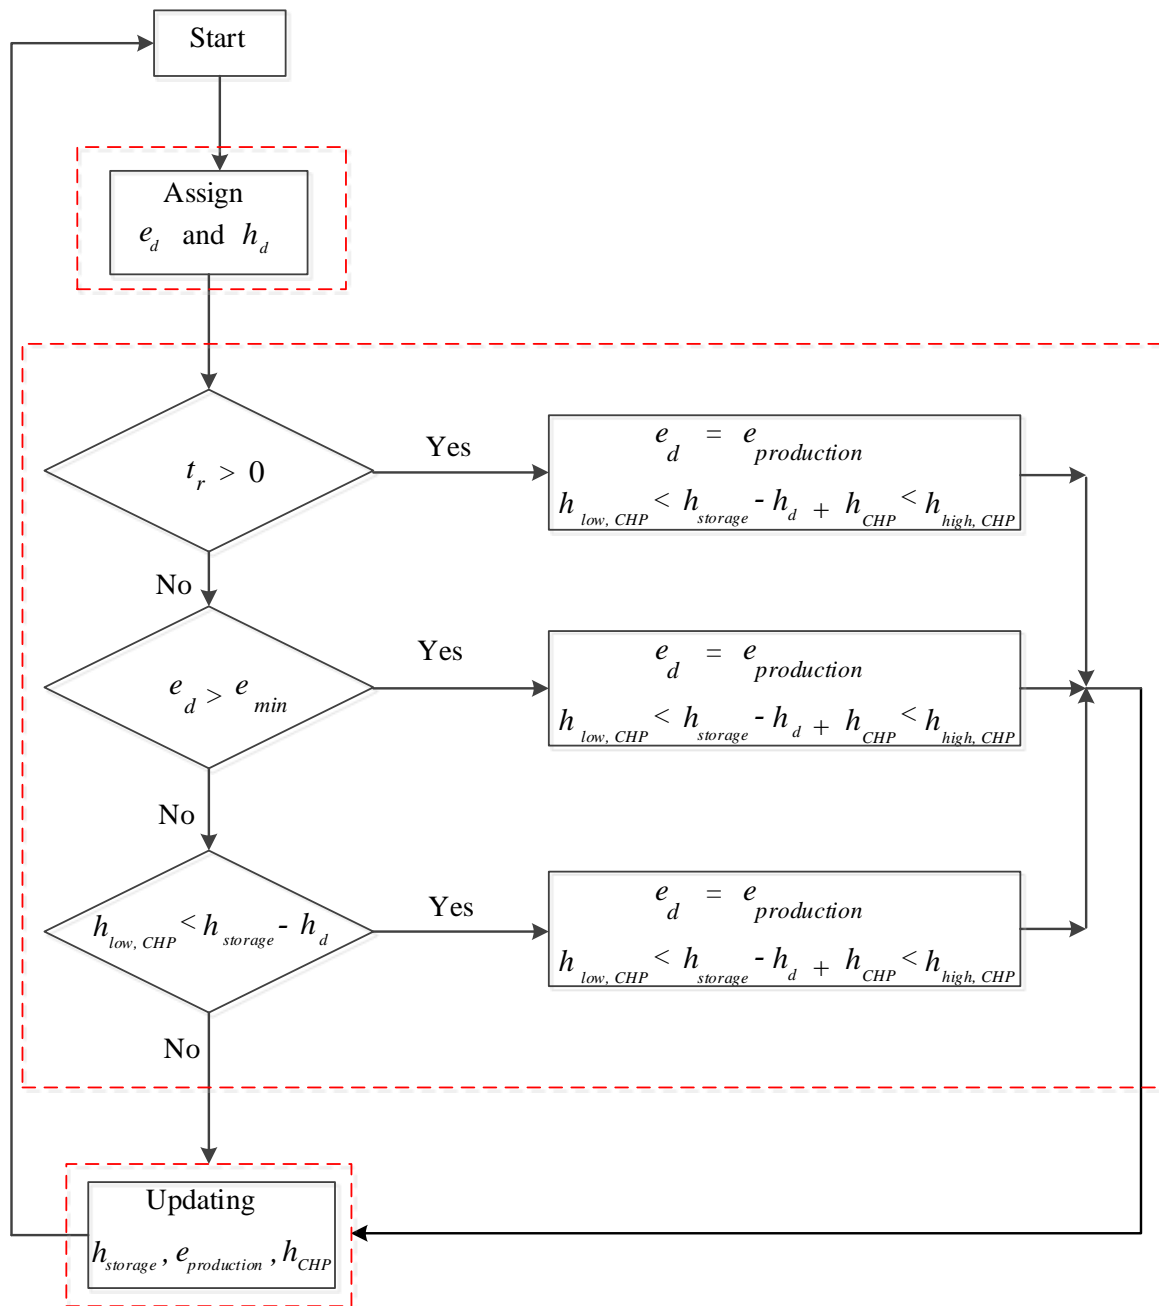 Start
Assign
e_d and h_d
t_r > 0
Yes
e_d = e_production
h_low, CHP < h_storage - h_d + h_CHP < h_high, CHP
No
e_d > e_min
Yes
e_d = e_production
h_low, CHP < h_storage - h_d + h_CHP < h_high, CHP
No
h_low, CHP < h_storage - h_d
Yes
e_d = e_production
h_low, CHP < h_storage - h_d + h_CHP < h_high, CHP
No
Updating
h_storage, e_production, h_CHP